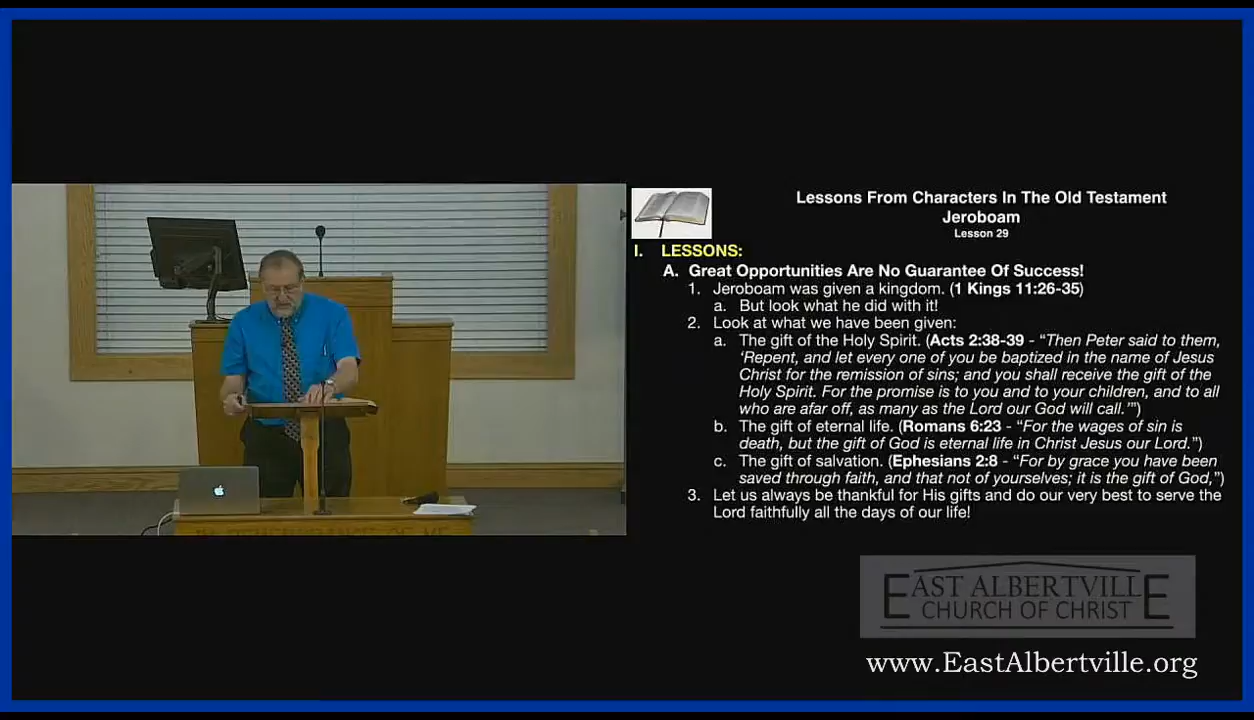 Lessons From Characters In The Old Testament
Jeroboam
Lesson 29
I. LESSONS:
A. Great Opportunities Are No Guarantee Of Success!
1. Jeroboam was given a kingdom. (1 Kings 11:26-35)
a. But look what he did with it!
2. Look at what we have been given:
a. The gift of the Holy Spirit. (Acts 2:38-39 - “Then Peter said to them,
‘Repent, and let every one of you be baptized in the name of Jesus
Christ for the remission of sins; and you shall receive the gift of the
Holy Spirit. For the promise is to you and to your children, and to all
who are afar off, as many as the Lord our God will call.’”)
b. The gift of eternal life. (Romans 6:23 - “For the wages of sin is
death, but the gift of God is eternal life in Christ Jesus our Lord.”)
c. The gift of salvation. (Ephesians 2:8 - “For by grace you have been
saved through faith, and that not of yourselves; it is the gift of God,”)
3. Let us always be thankful for His gifts and do our very best to serve the
Lord faithfully all the days of our life!
EAST ALBERTVILLE
CHURCH OF CHRIST
www.EastAlbertville.org